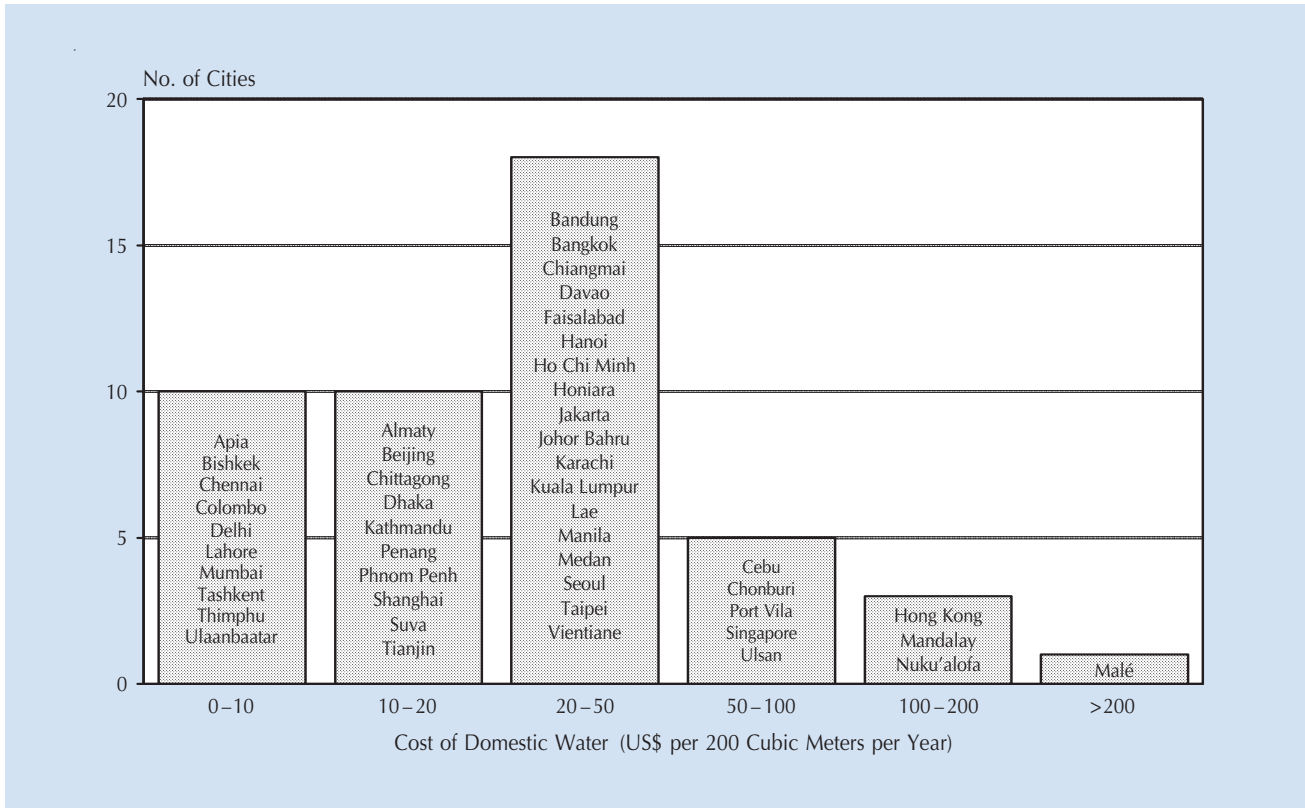 No. of Cities
20
15
10
5
0
Apia
Bishkek
Chennai
Colombo
Delhi
Lahore
Mumbai
Tashkent
Thimphu
Ulaanbaatar
Almaty
Beijing
Chittagong
Dhaka
Kathmandu
Penang
Phnom Penh
Shanghai
Suva
Tianjin
Bandung
Bangkok
Chiangmai
Davao
Faisalabad
Hanoi
Ho Chi Minh
Honiara
Jakarta
Johor Bahru
Karachi
Kuala Lumpur
Lae
Manila
Medan
Seoul
Taipei
Vientiane
Cebu
Chonburi
Port Vila
Singapore
Ulsan
Hong Kong
Mandalay
Nuku’alofa
Malé
0–10 10–20 20–50 50–100 100–200 >200
Cost of Domestic Water (US$ per 200 Cubic Meters per Year)